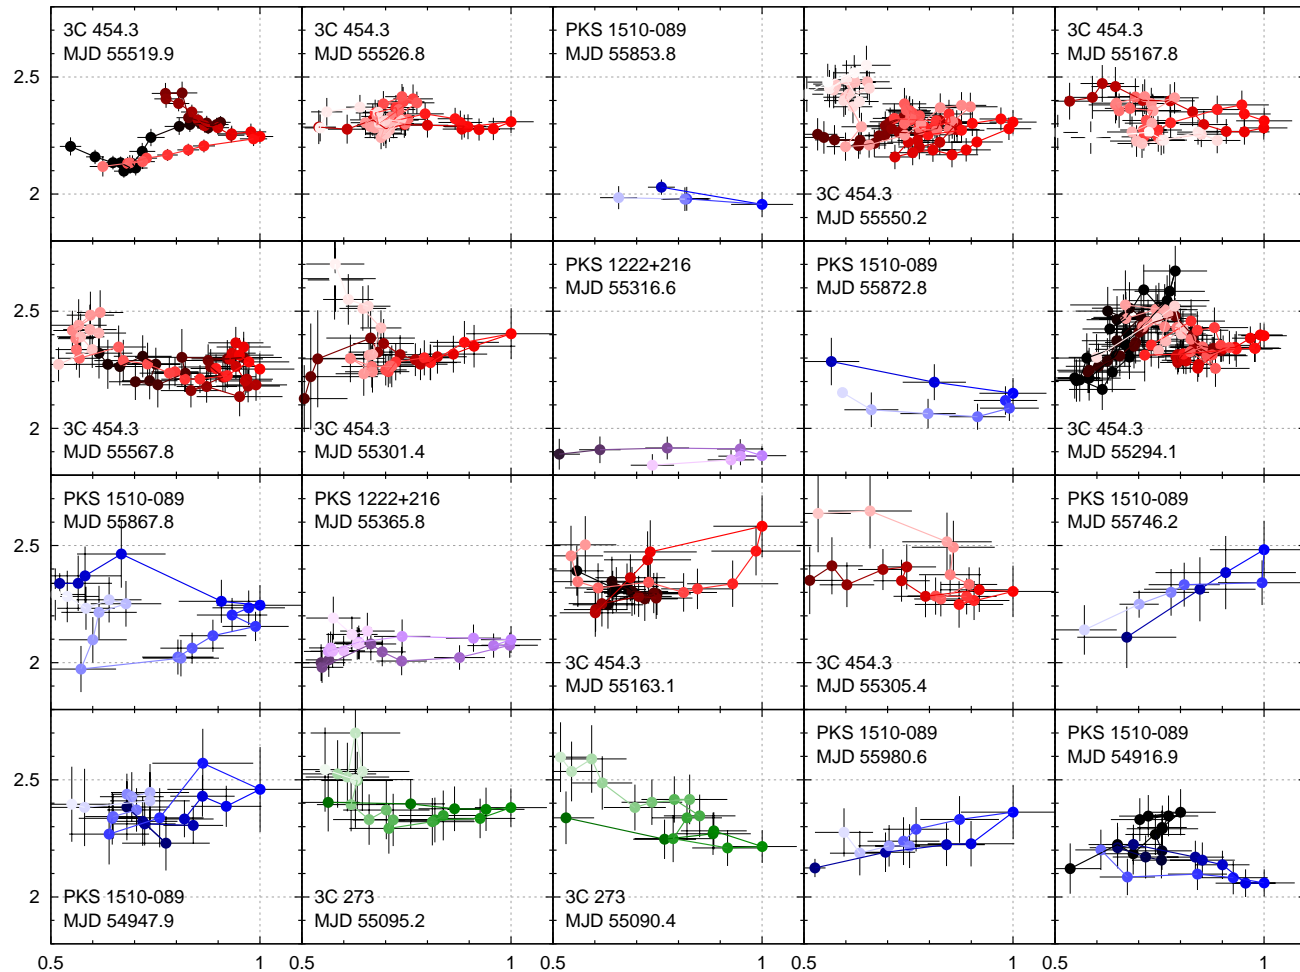 3C 454.3
MJD 55519.9
3C 454.3
MJD 55526.8
PKS 1510-089
MJD 55853.8
3C 454.3
MJD 55550.2
3C 454.3
MJD 55167.8
2.5
2
3C 454.3
MJD 55567.8
3C 454.3
MJD 55301.4
PKS 1222+216
MJD 55316.6
PKS 1510-089
MJD 55872.8
3C 454.3
MJD 55294.1
2.5
2
PKS 1510-089
MJD 55867.8
PKS 1222+216
MJD 55365.8
3C 454.3
MJD 55163.1
3C 454.3
MJD 55305.4
PKS 1510-089
MJD 55746.2
2.5
2
PKS 1510-089
MJD 54947.9
3C 273
MJD 55095.2
3C 273
MJD 55090.4
PKS 1510-089
MJD 55980.6
PKS 1510-089
MJD 54916.9
2.5
2
0.5 1 0.5 1 0.5 1 0.5 1 0.5 1